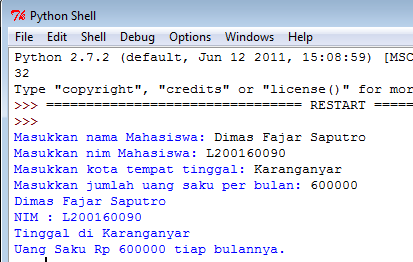 Python Shell
File Edit Shell Debug Options Windows Help
Python 2.7.2 (default, Jun 12 2011, 15:08:59) [MSC
32
Type "copyright", "credits" or "license()" for mor
>>> ================================ RESTART =====
>>>
Masukkan nama Mahasiswa: Dimas Fajar Saputro
Masukkan nim Mahasiswa: L200160090
Masukkan kota tempat tinggal: Karanganyar
Masukkan jumlah uang saku per bulan: 600000
Dimas Fajar Saputro
NIM : L200160090
Tinggal di Karanganyar
Uang Saku Rp 600000 tiap bulannya.